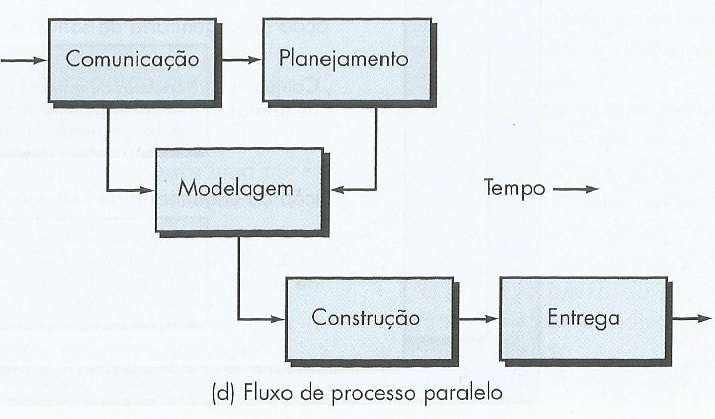 Comunicação
Planejamento
Modelagem
Tempo
Construção
Entrega
(d) Fluxo de processo paralelo